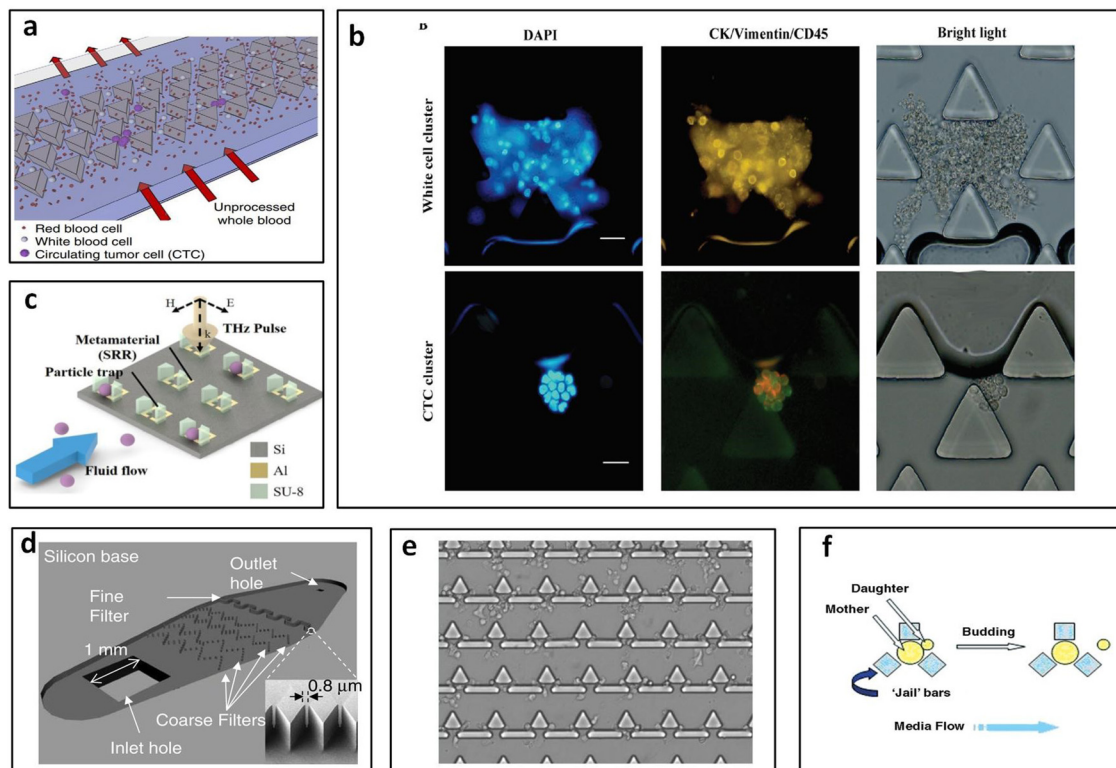 a
Unprocessed
whole blood
Red blood cell
White blood cell
Circulating tumor cell (CTC)
b
B
DAPI
CK/Vimentin/CD45
Bright light
White cell cluster
CTC cluster
c
H
E
k
THz Pulse
Metamaterial
(SRR)
Particle trap
Fluid flow
Si
Al
SU-8
d
Silicon base
Outlet
hole
Fine
Filter
1 mm
0.8 µm
Coarse Filters
Inlet hole
e
f
Daughter
Mother
Budding
'Jail' bars
Media Flow